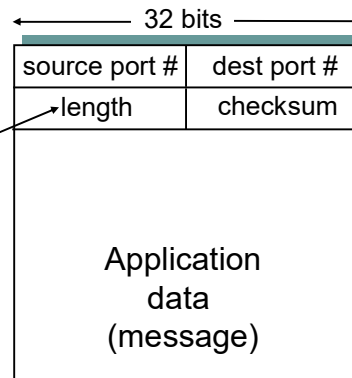 32 bits
source port # dest port #
length checksum
Application
data
(message)